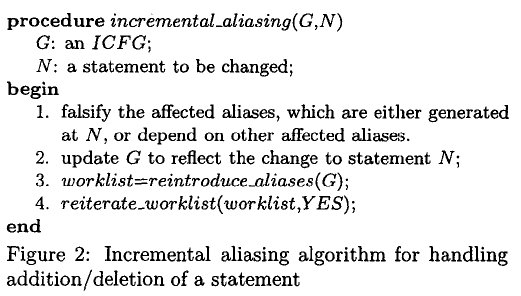 procedure incremental_aliasing(G,N)
G: an ICFG;
N: a statement to be changed;
begin
1. falsify the affected aliases, which are either generated
at N, or depend on other affected aliases.
2. update G to reflect the change to statement N;
3. worklist=reintroduce_aliases(G);
4. reiterate_worklist(worklist,YES);
end
Figure 2: Incremental aliasing algorithm for handling
addition/deletion of a statement